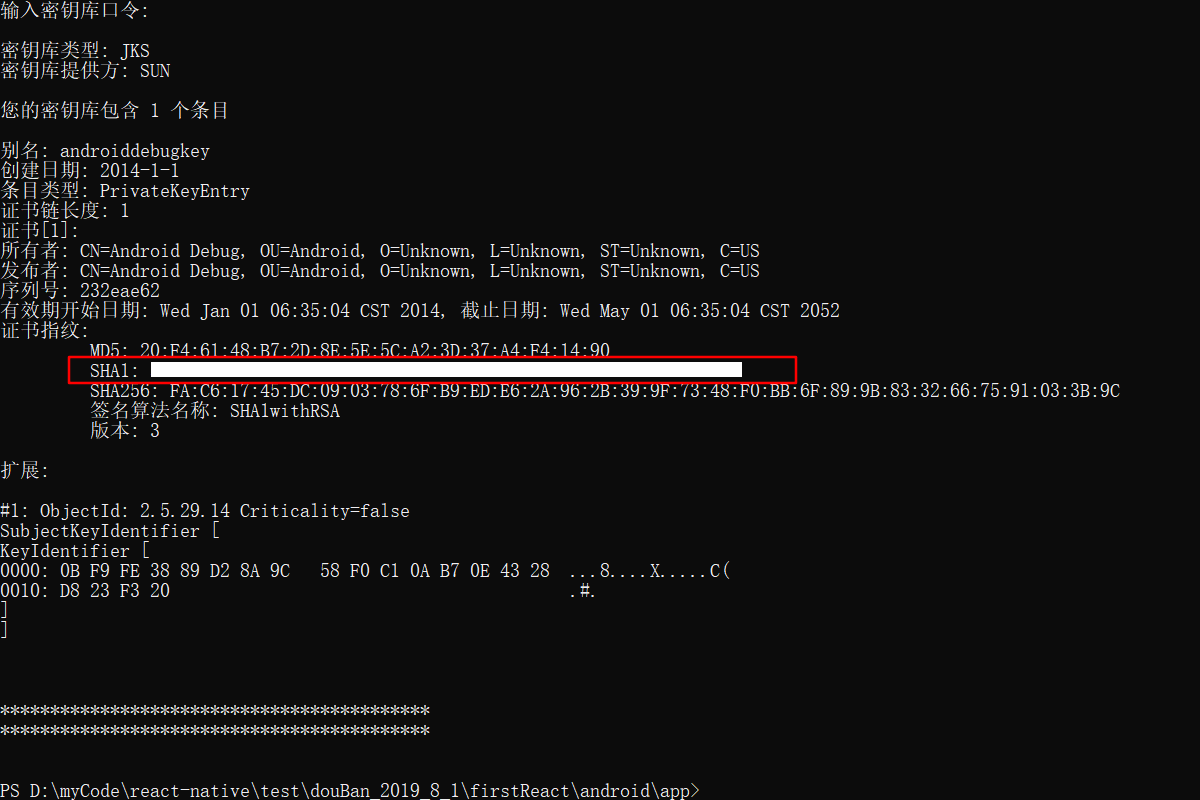 输入密钥库口令:
密钥库类型: JKS
密钥库提供方: SUN
您的密钥库包含 1 个条目
别名: androiddebugkey
创建日期: 2014-1-1
条目类型: PrivateKeyEntry
证书链长度: 1
证书[1]:
所有者: CN=Android Debug, OU=Android, O=Unknown, L=Unknown, ST=Unknown, C=US
发布者: CN=Android Debug, OU=Android, O=Unknown, L=Unknown, ST=Unknown, C=US
序列号: 232eae62
有效期开始日期: Wed Jan 01 06:35:04 CST 2014, 截止日期: Wed May 01 06:35:04 CST 2052
证书指纹:
MD5: 20:F4:61:48:B7:2D:8E:5E:5C:A2:3D:37:A4:F4:14:90
SHA1:
SHA256: FA:C6:17:45:DC:09:03:78:6F:B9:ED:E6:2A:96:2B:39:9F:73:48:F0:BB:6F:89:9B:83:32:66:75:91:03:3B:9C
签名算法名称: SHA1withRSA
版本: 3
扩展:
#1: ObjectId: 2.5.29.14 Criticality=false
SubjectKeyIdentifier [
KeyIdentifier [
0000: 0B F9 FE 38 89 D2 8A 9C   58 F0 C1 0A B7 0E 43 28  ...8....X.....C(
0010: D8 23 F3 20                                        .#.
]
]
*******************************************
*******************************************
PS D:\myCode\react-native\test\douBan_2019_8_1\firstReact\android\app>